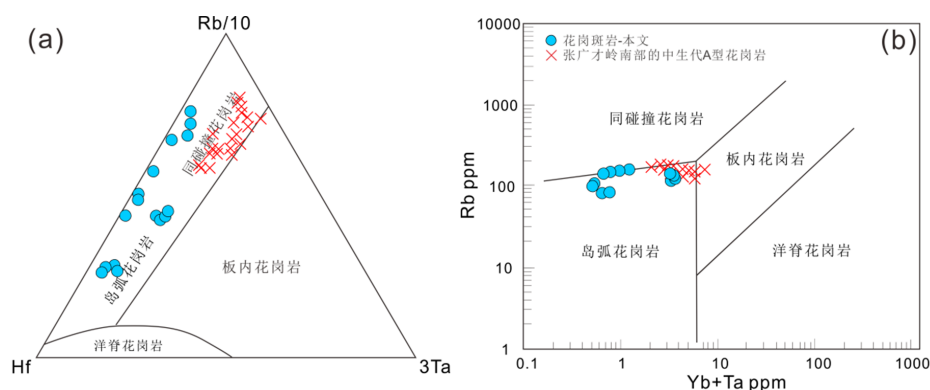 (a)
Rb/10
同碰撞花岗岩
岛弧花岗岩
板内花岗岩
洋脊花岗岩
Hf
3Ta
(b)
花岗斑岩-本文
张广才岭南部的中生代A型花岗岩
同碰撞花岗岩
板内花岗岩
岛弧花岗岩
洋脊花岗岩
Rb ppm
10000
1000
100
10
1
0.1
1
10
100
1000
Yb+Ta ppm